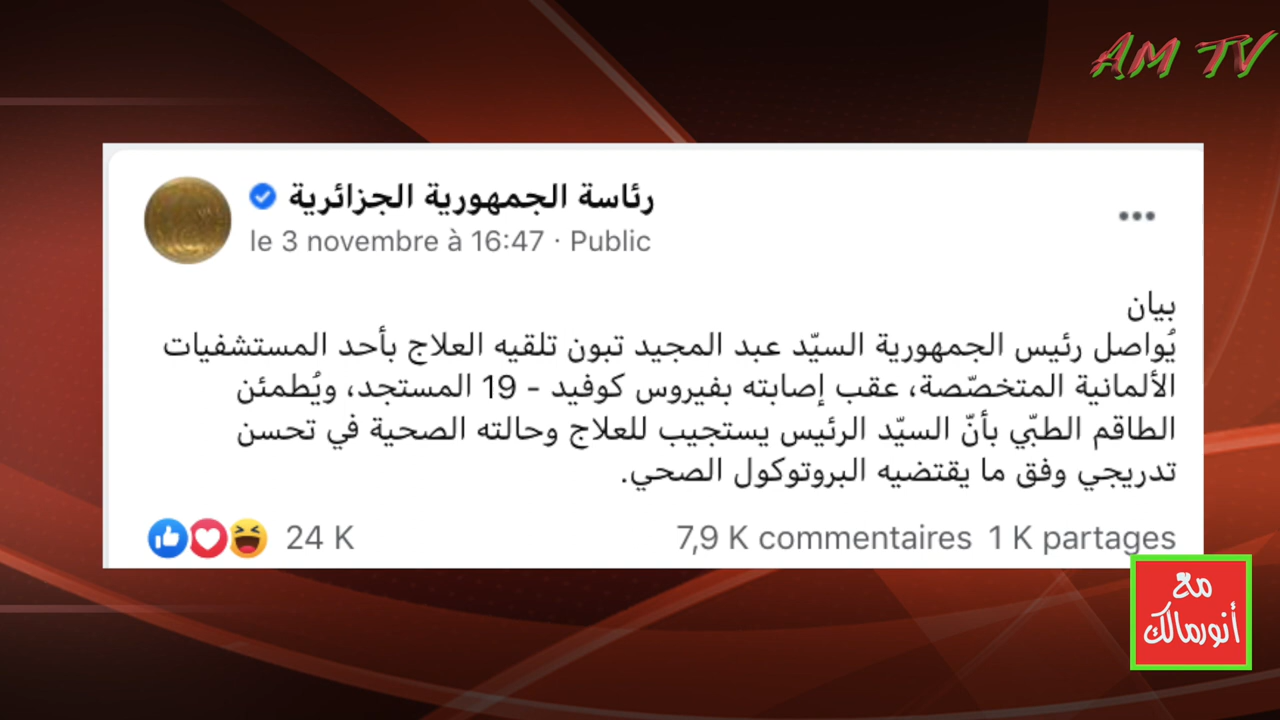 AM TV
رئاسة الجمهورية الجزائرية
le 3 novembre à 16:47 · Public
بيان
يُواصل رئيس الجمهورية السيّد عبد المجيد تبون تلقيه العلاج بأحد المستشفيات
الألمانية المتخصّصة، عقب إصابته بفيروس كوفيد - 19 المستجد، ويُطمئن
الطاقم الطبّي بأنّ السيّد الرئيس يستجيب للعلاج وحالته الصحية في تحسن
تدريجي وفق ما يقتضيه البروتوكول الصحي.
24 K 7,9 K commentaires 1 K partages
مع
أنورمالك